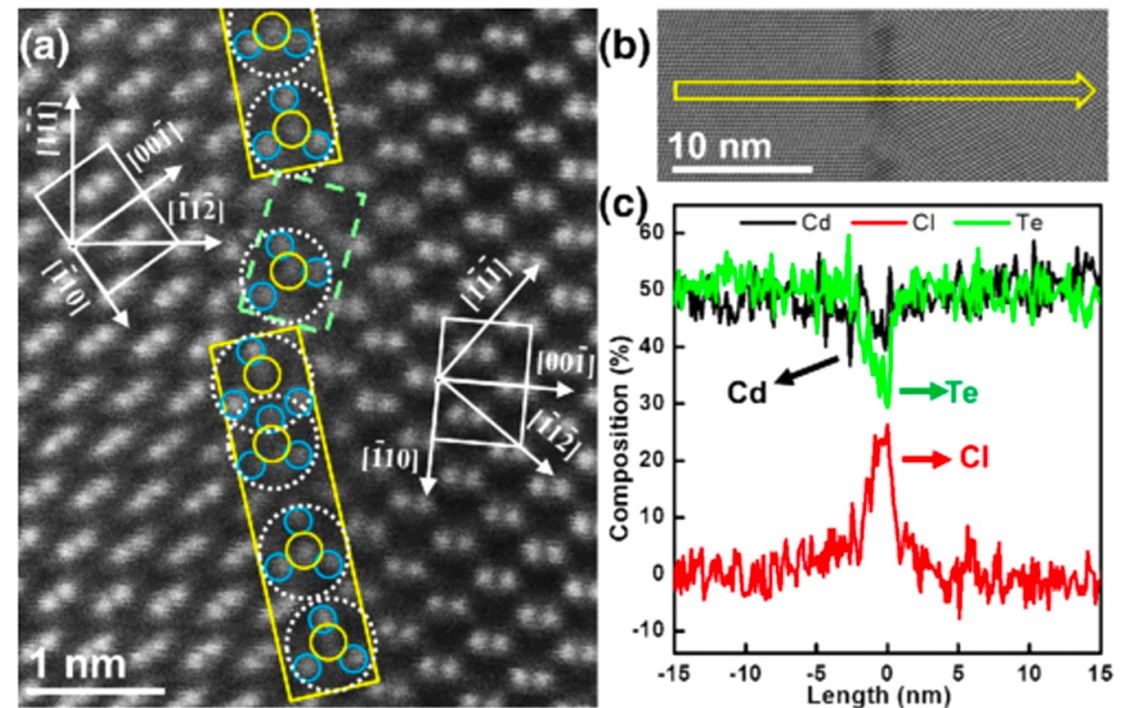 (a)
[1̄1̄1̄]
[001̄]
[1̄12̄]
[1̄10]
[1̄1̄1̄]
[001̄]
[1̄12̄]
[1̄10]
1 nm
(b)
10 nm
(c)
Cd Cl Te
60
50
40
30
20
10
0
-10
Cd
Te
Cl
Composition (%)
-15 -10 -5 0 5 10 15
Length (nm)